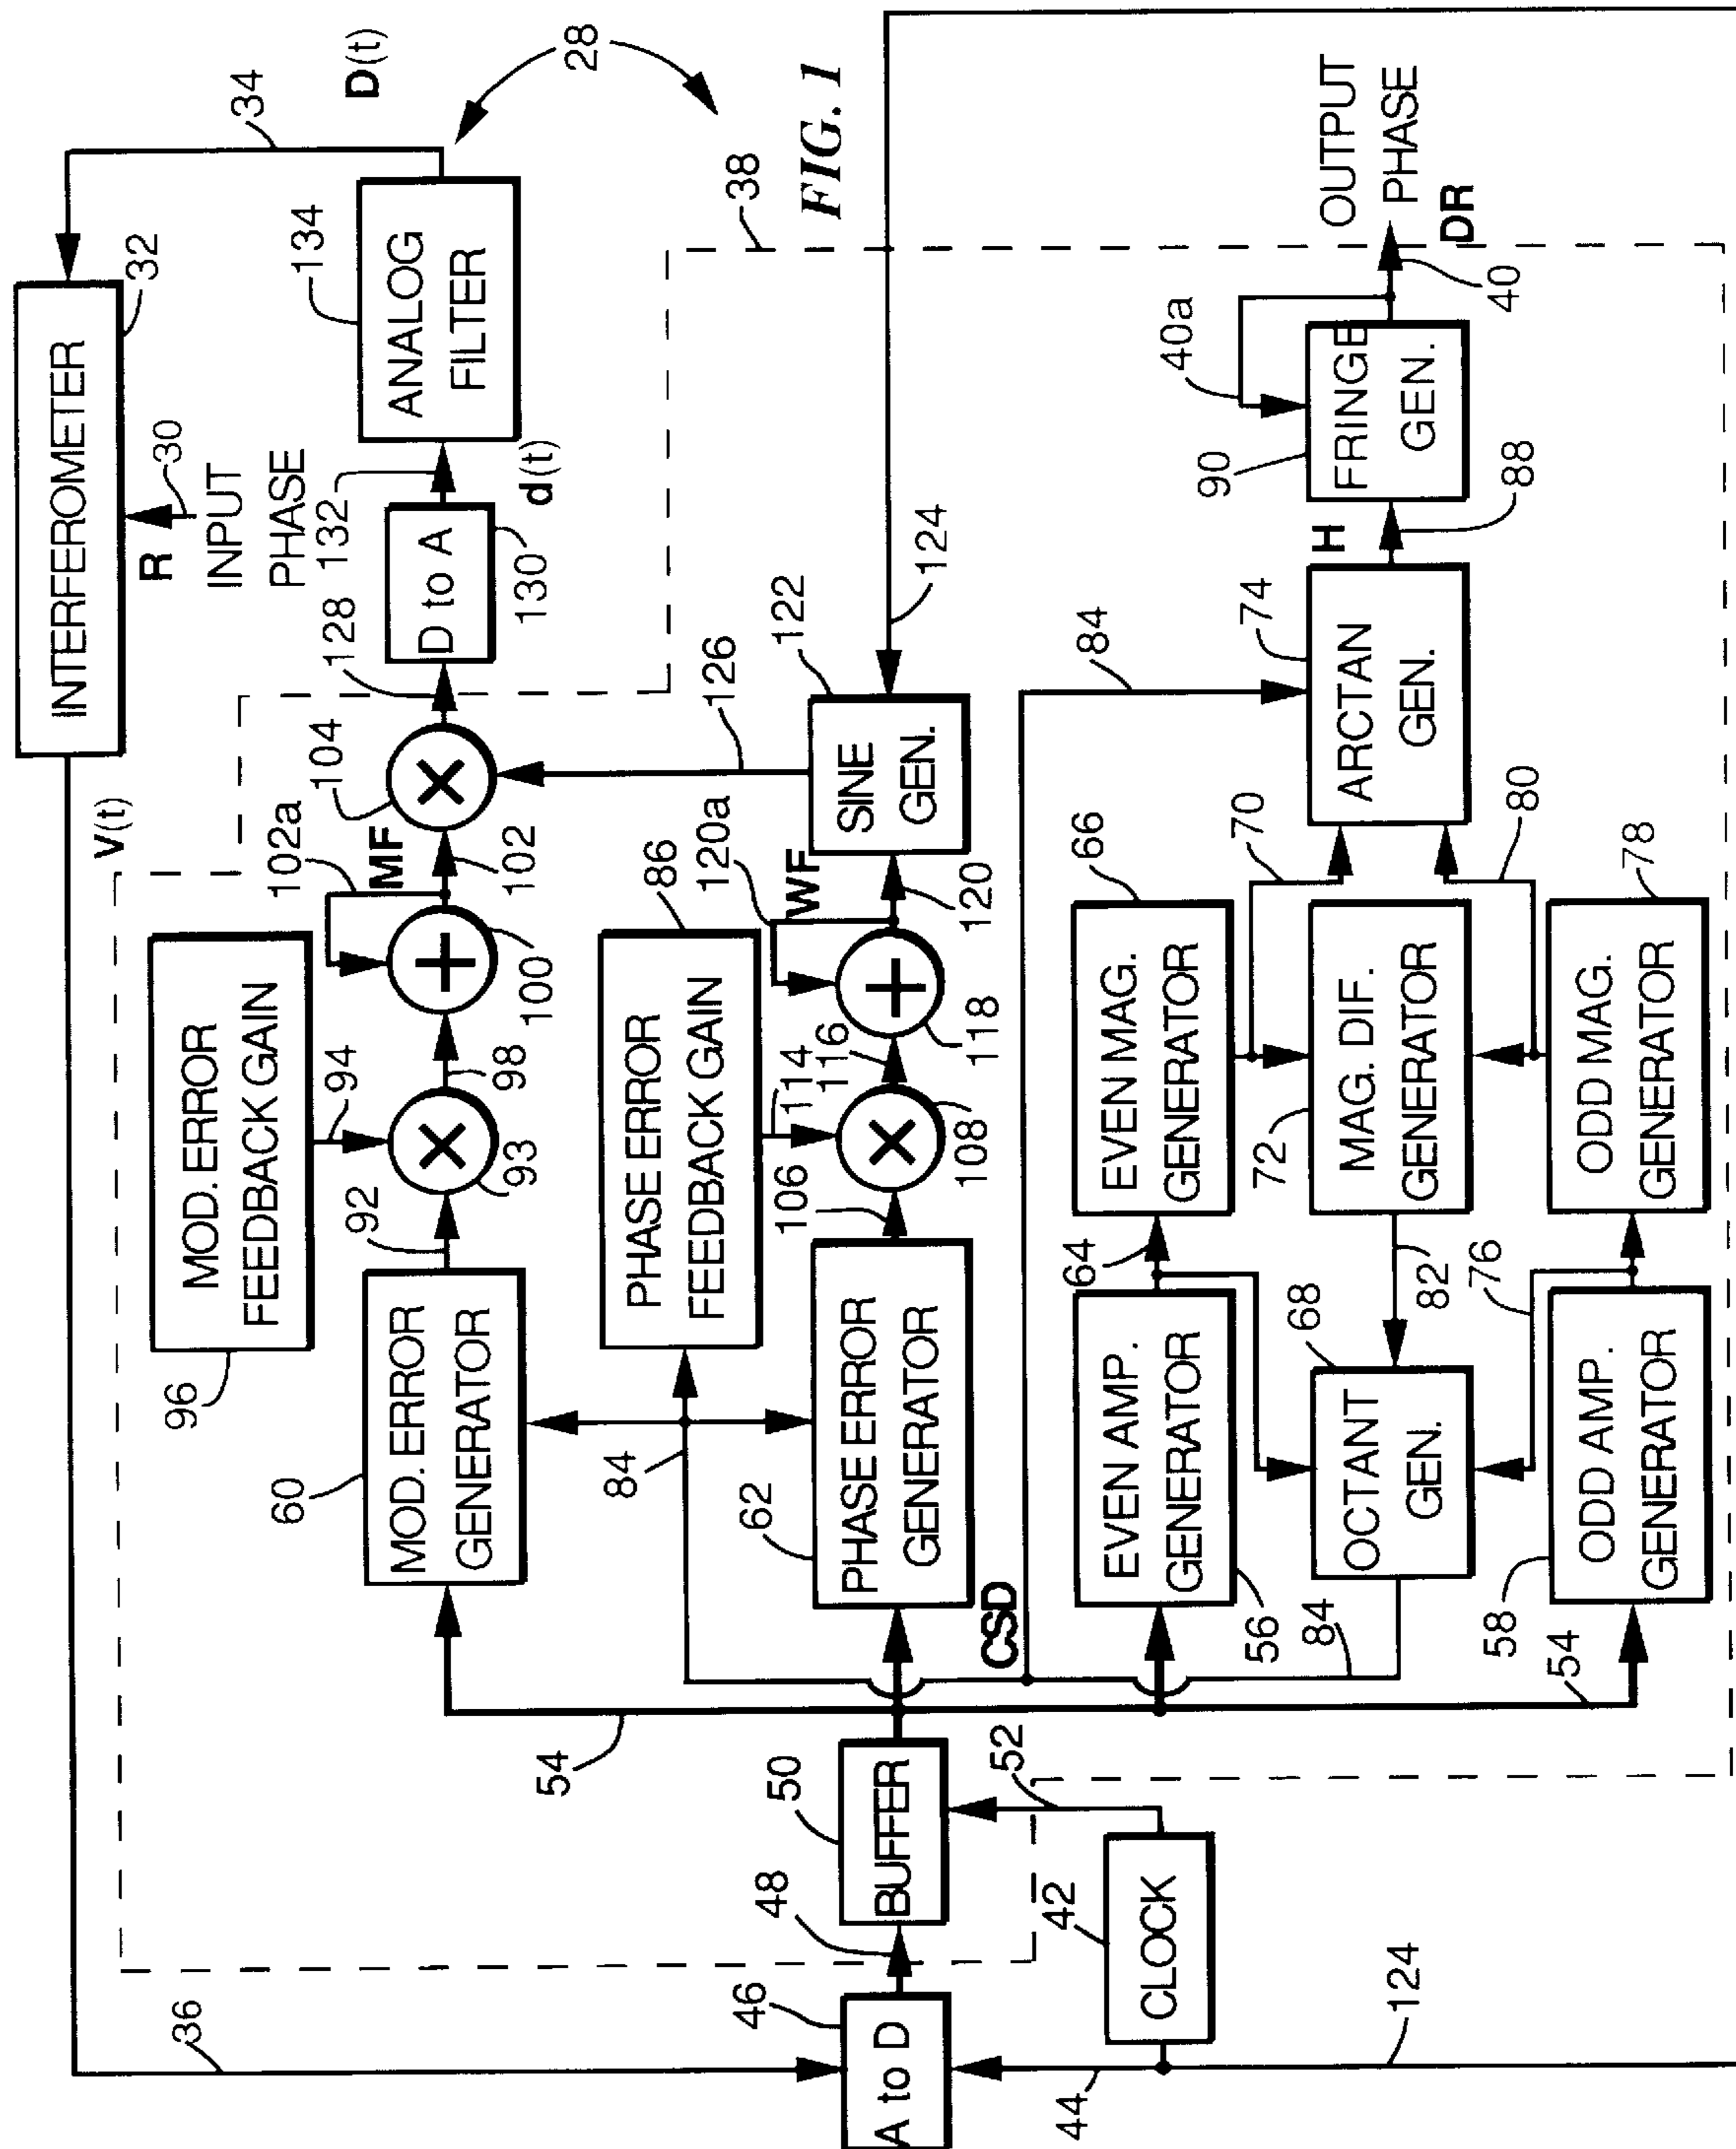 INTERFEROMETER
32
34
D(t)
28
FIG. 1
38
V(t)
R
30
INPUT
PHASE
132
ANALOG
FILTER
134
d(t)
D to A
130
128
104
102a
MF
102
100
98
94
93
92
MOD. ERROR
FEEDBACK GAIN
96
MOD. ERROR
GENERATOR
60
36
126
124
122
SINE
GEN.
120a
WF
120
118
116
114
108
106
86
PHASE ERROR
FEEDBACK GAIN
84
PHASE ERROR
GENERATOR
62
CSD
54
50
BUFFER
52
48
46
A to D
44
42
CLOCK
124
OUTPUT
PHASE
DR
40
40a
90
FRINGE
GEN.
H
88
84
74
ARCTAN
GEN.
70
80
66
EVEN MAG.
GENERATOR
72
MAG. DIF.
GENERATOR
78
ODD MAG.
GENERATOR
64
82
76
68
OCTANT
GEN.
EVEN AMP.
GENERATOR
56
84
58
ODD AMP.
GENERATOR
54